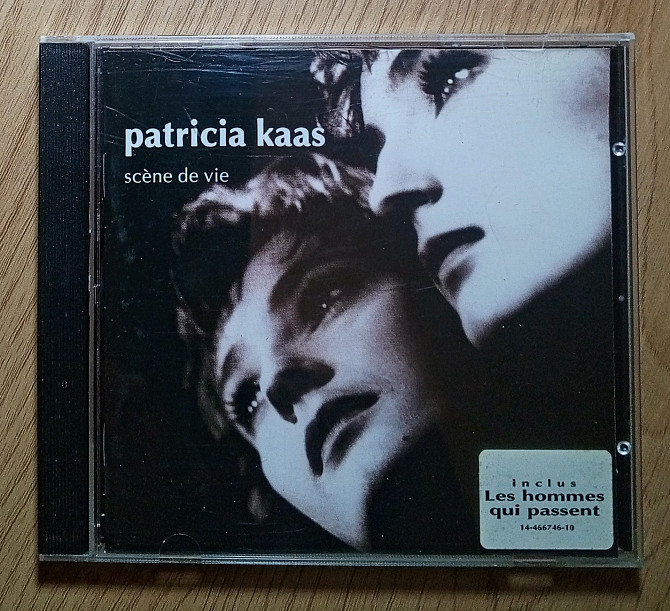 patricia kaas
scène de vie
inclus
Les hommes
qui passent
14-466746-10